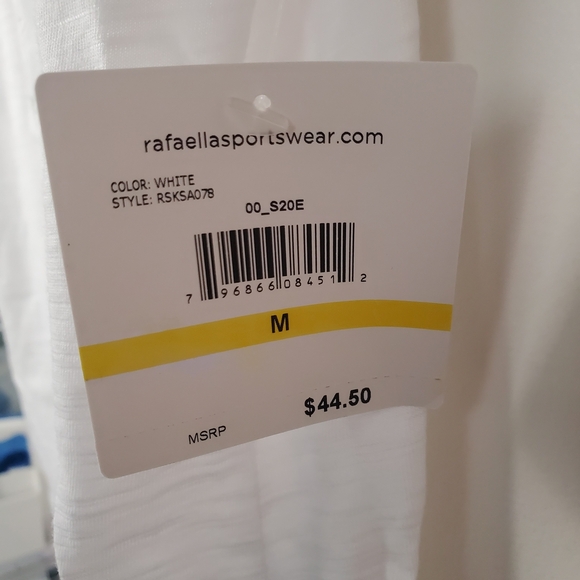 rafaellasportswear.com
COLOR: WHITE
STYLE: RSKSA078
00_S20E
7 96866 08451 2
M
$44.50
MSRP